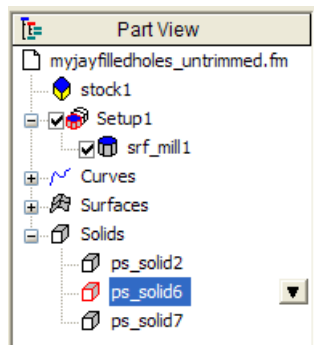 Part View
myjayfilledholes_untrimmed.fm
stock1
Setup1
srf_mill1
Curves
Surfaces
Solids
ps_solid2
ps_solid6
ps_solid7